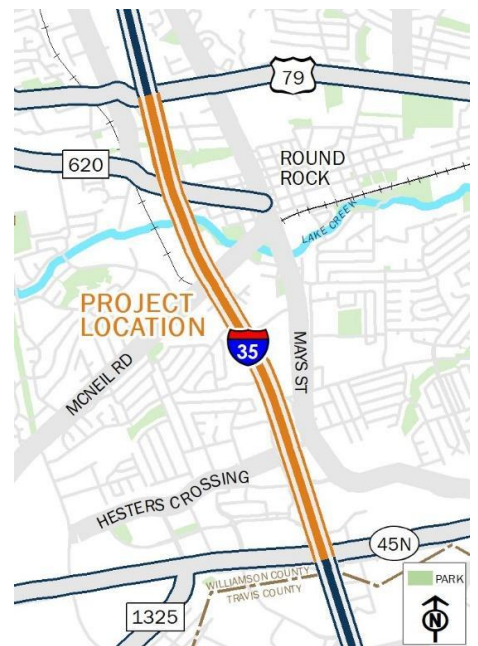 79
620
ROUND
ROCK
LAKE CREEK
PROJECT
LOCATION
35
MAYS ST
MCNEIL RD
HESTERS CROSSING
45N
WILLIAMSON COUNTY
TRAVIS COUNTY
PARK
1325
N